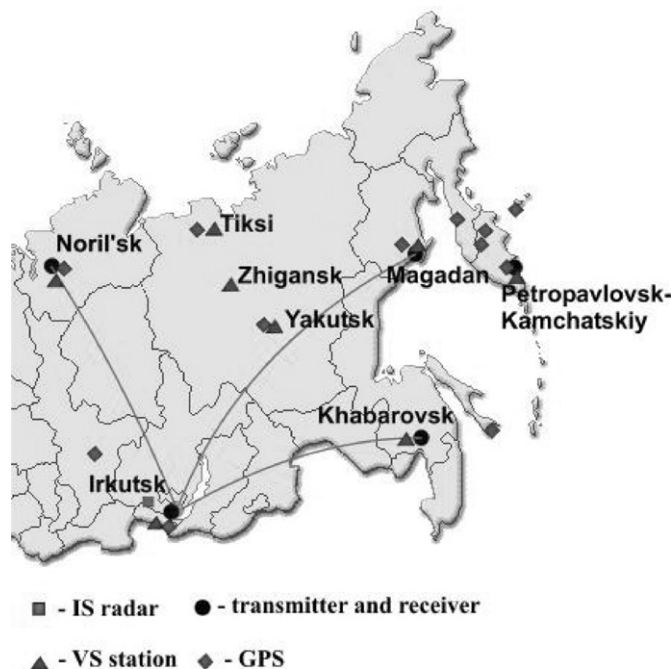 Tiksi
Noril'sk
Zhigansk
Magadan
Petropavlovsk-
Kamchatskiy
Yakutsk
Khabarovsk
Irkutsk
- IS radar
- transmitter and receiver
- VS station
- GPS